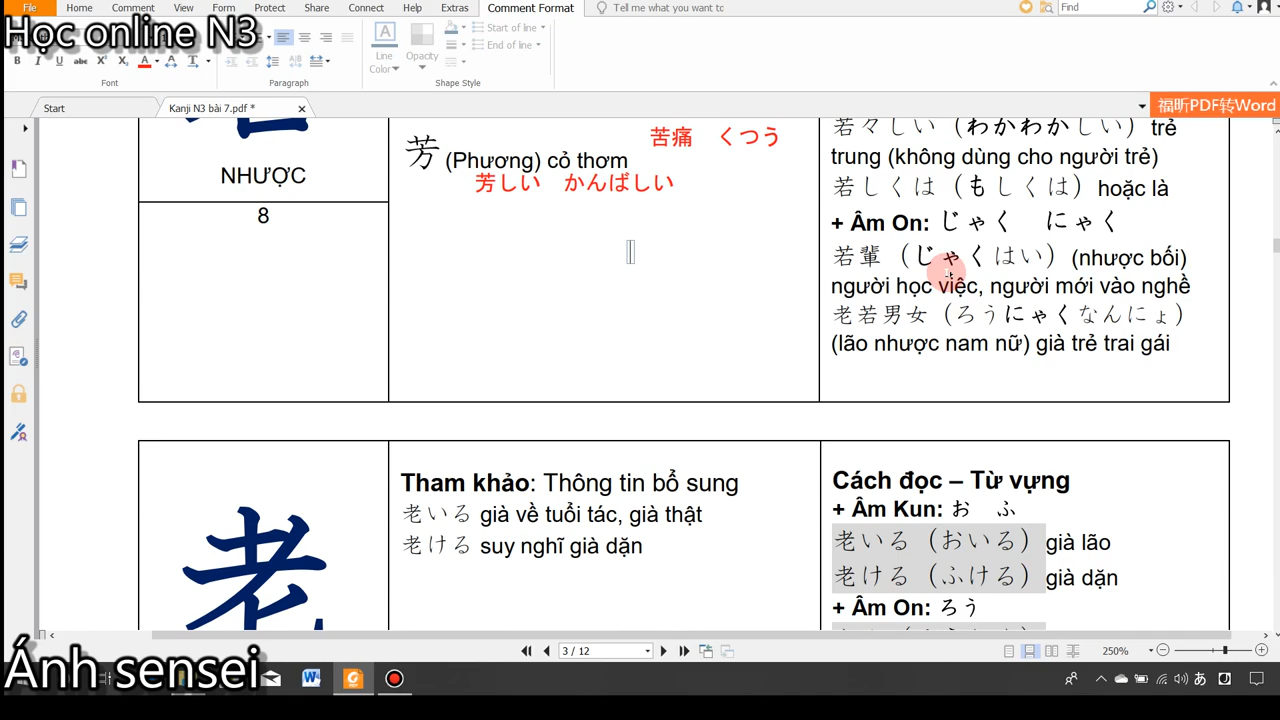 File Home Comment View Form Protect Share Connect Help Extras Comment Format Tell me what you want tc Find
Học online N3
Line Color
Opacity
Start of line
End of line
Font Paragraph Shape Style
Start Kanji N3 bài 7.pdf * 福昕PDF转Word
NHƯỢC
8
芳 (Phương) cỏ thơm
苦痛 くつう
芳しい かんばしい
若々しい（わかわかしい）trẻ
trung (không dùng cho người trẻ)
若しくは（もしくは）hoặc là
+ Âm On: じゃく にゃく
若輩（じゃくはい）(nhược bối)
người học việc, người mới vào nghề
老若男女（ろうにゃくなんにょ）
(lão nhược nam nữ) già trẻ trai gái
老
Tham khảo: Thông tin bổ sung
老いる già về tuổi tác, già thật
老ける suy nghĩ già dặn
Cách đọc – Từ vựng
+ Âm Kun: お ふ
老いる（おいる）già lão
老ける（ふける）già dặn
+ Âm On: ろう
3 / 12
250%
Ánh sensei
あ